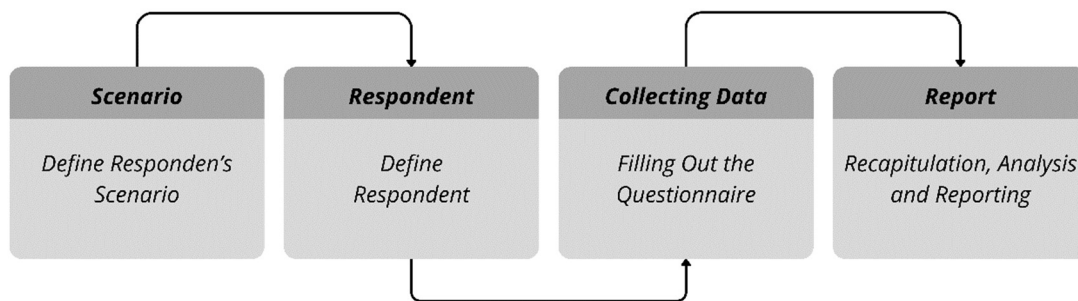 Scenario
Define Responden's
Scenario
Respondent
Define
Respondent
Collecting Data
Filling Out the
Questionnaire
Report
Recapitulation, Analysis
and Reporting